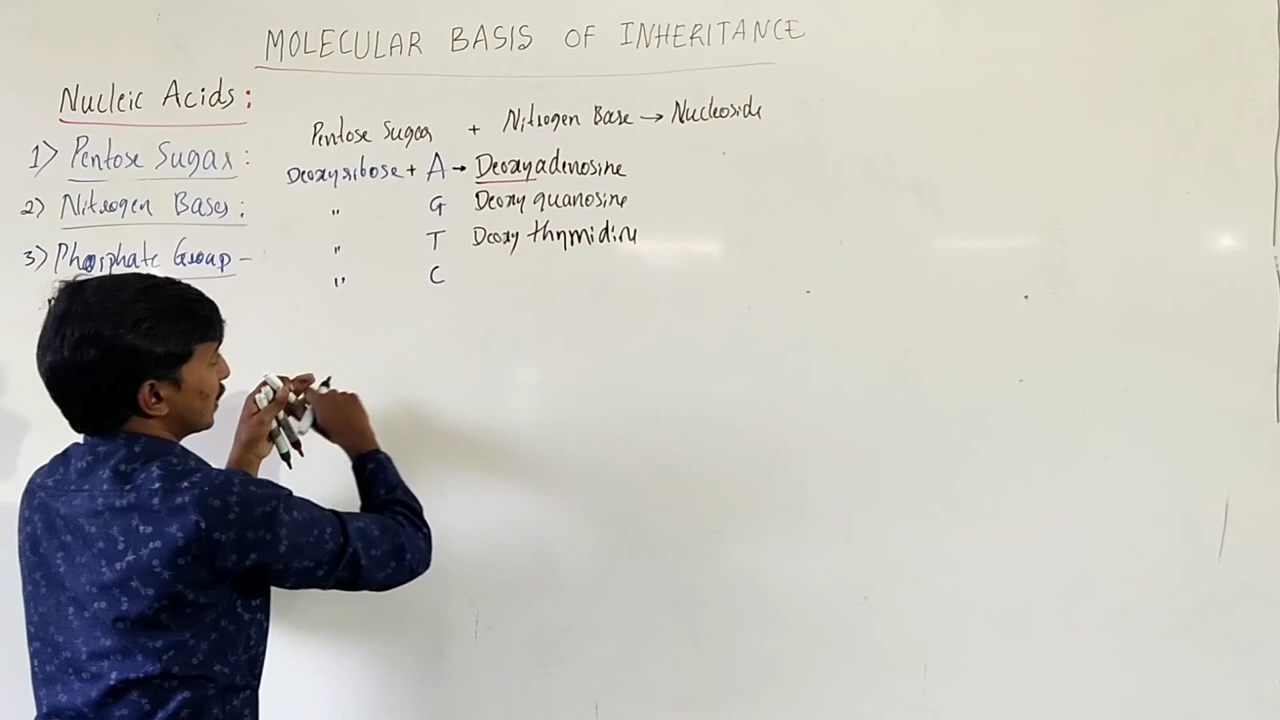 MOLECULAR BASIS OF INHERITANCE
Nucleic Acids:
1) Pentose Sugar:
2) Nitrogen Bases:
3) Phosphate Group -
Pentose Sugar + Nitrogen Base → Nucleoside
Deoxyribose + A → Deoxyadenosine
" G Deoxy guanosine
" T Deoxy thymidine
" C